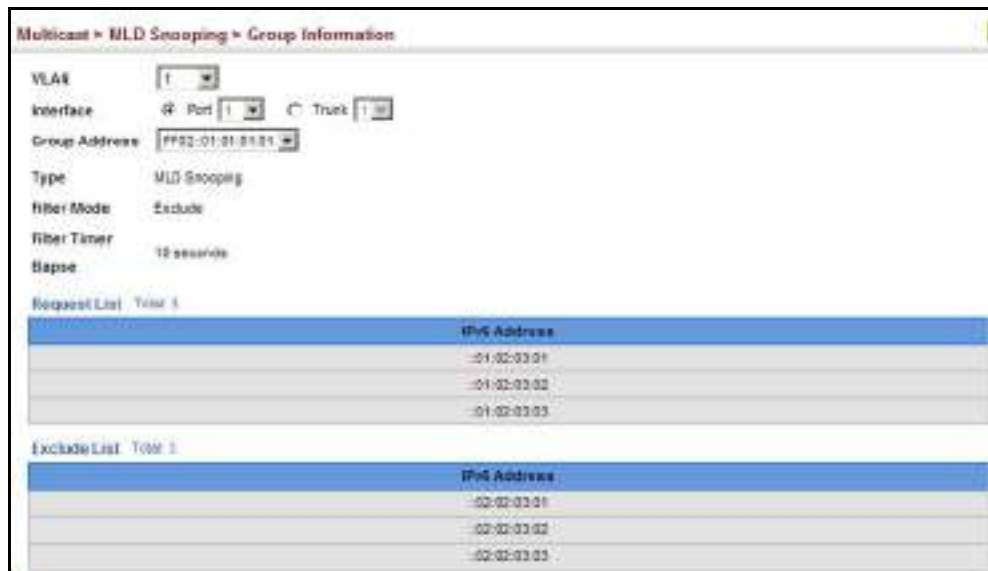 Multicast > MLD Snooping > Group Information
VLAN 1
Interface Port 1 Trunk 1
Group Address FF02::01:01:01:01
Type MLD Snooping
Filter Mode Exclude
Filter Timer
Elapse
10 seconds
Request List Total:
IPv6 Address
::01:02:03:01
::01:02:03:02
::01:02:03:03
Exclude List Total:
IPv6 Address
::02:02:03:01
::02:02:03:02
::02:02:03:03